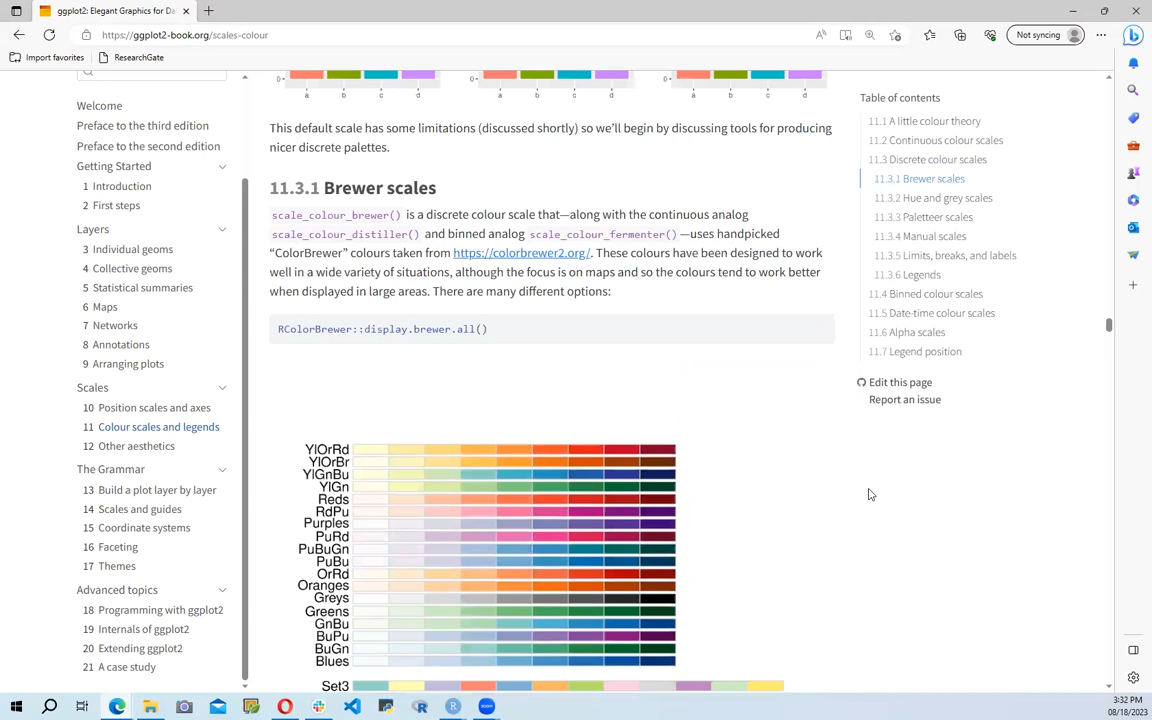 ggplot2: Elegant Graphics for Da
https://ggplot2-book.org/scales-colour
Not syncing
Import favorites
ResearchGate
Welcome
Preface to the third edition
Preface to the second edition
Getting Started
1 Introduction
2 First steps
Layers
3 Individual geoms
4 Collective geoms
5 Statistical summaries
6 Maps
7 Networks
8 Annotations
9 Arranging plots
Scales
10 Position scales and axes
11 Colour scales and legends
12 Other aesthetics
The Grammar
13 Build a plot layer by layer
14 Scales and guides
15 Coordinate systems
16 Faceting
17 Themes
Advanced topics
18 Programming with ggplot2
19 Internals of ggplot2
20 Extending ggplot2
21 A case study
0 0 0
a b c d a b c d a b c d
This default scale has some limitations (discussed shortly) so we'll begin by discussing tools for producing
nicer discrete palettes.
11.3.1 Brewer scales
scale_colour_brewer() is a discrete colour scale that—along with the continuous analog
scale_colour_distiller() and binned analog scale_colour_fermenter() —uses handpicked
“ColorBrewer” colours taken from https://colorbrewer2.org/. These colours have been designed to work
well in a wide variety of situations, although the focus is on maps and so the colours tend to work better
when displayed in large areas. There are many different options:
RColorBrewer::display.brewer.all()
YlOrRd
YlOrBr
YlGnBu
YlGn
Reds
RdPu
Purples
PuRd
PuBuGn
PuBu
OrRd
Oranges
Greys
Greens
GnBu
BuPu
BuGn
Blues
Set3
Table of contents
11.1 A little colour theory
11.2 Continuous colour scales
11.3 Discrete colour scales
11.3.1 Brewer scales
11.3.2 Hue and grey scales
11.3.3 Paletteer scales
11.3.4 Manual scales
11.3.5 Limits, breaks, and labels
11.3.6 Legends
11.4 Binned colour scales
11.5 Date-time colour scales
11.6 Alpha scales
11.7 Legend position
Edit this page
Report an issue
3:32 PM
08/18/2023